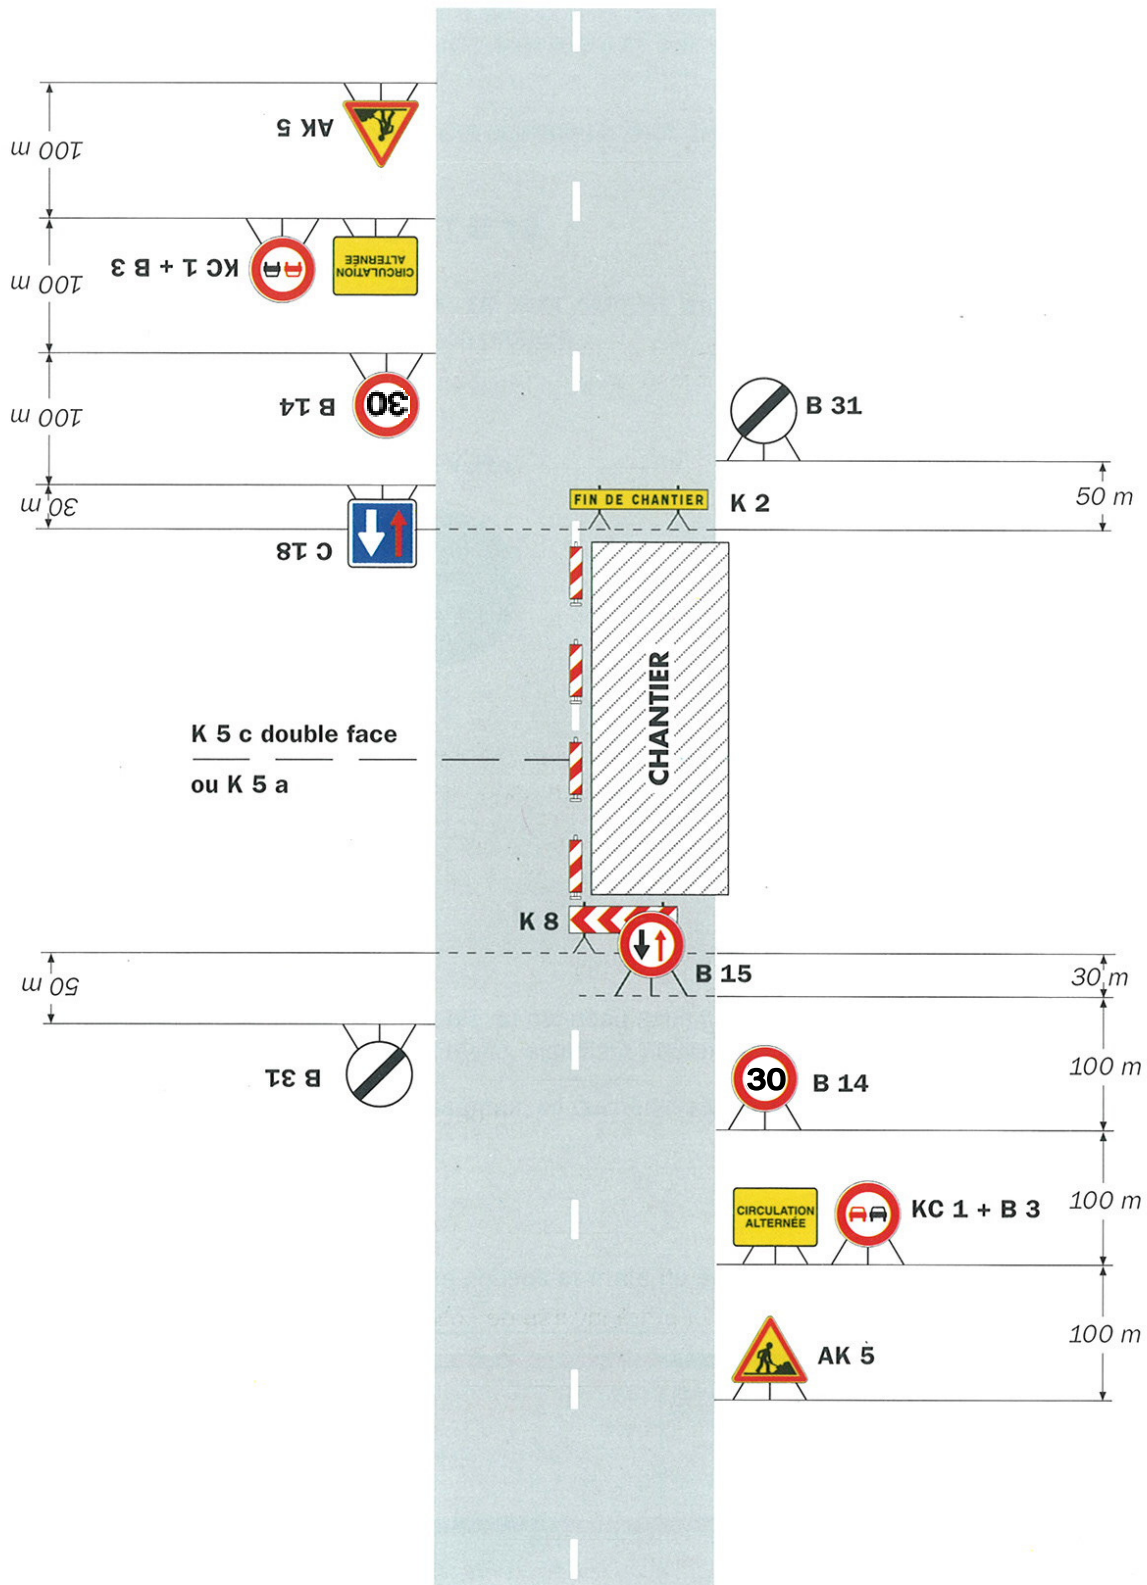 100 m
AK 5
100 m
KC 1 + B 3
CIRCULATION
ALTERNÉE
100 m
B 14
30
B 31
30 m
C 18
FIN DE CHANTIER
K 2
50 m
CHANTIER
K 5 c double face
ou K 5 a
K 8
B 15
30 m
50 m
B 31
30
B 14
100 m
CIRCULATION
ALTERNÉE
KC 1 + B 3
100 m
AK 5
100 m